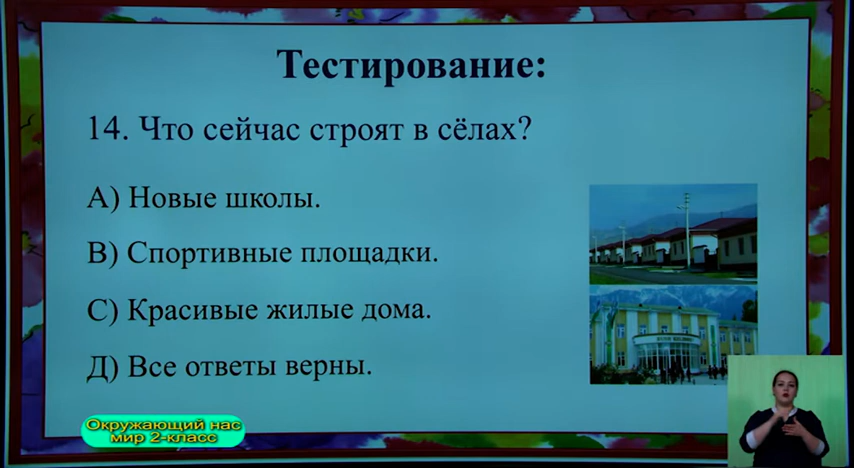 Тестирование:
14. Что сейчас строят в сёлах?
А) Новые школы.
В) Спортивные площадки.
С) Красивые жилые дома.
Д) Все ответы верны.
Окружающий нас
мир 2-класс